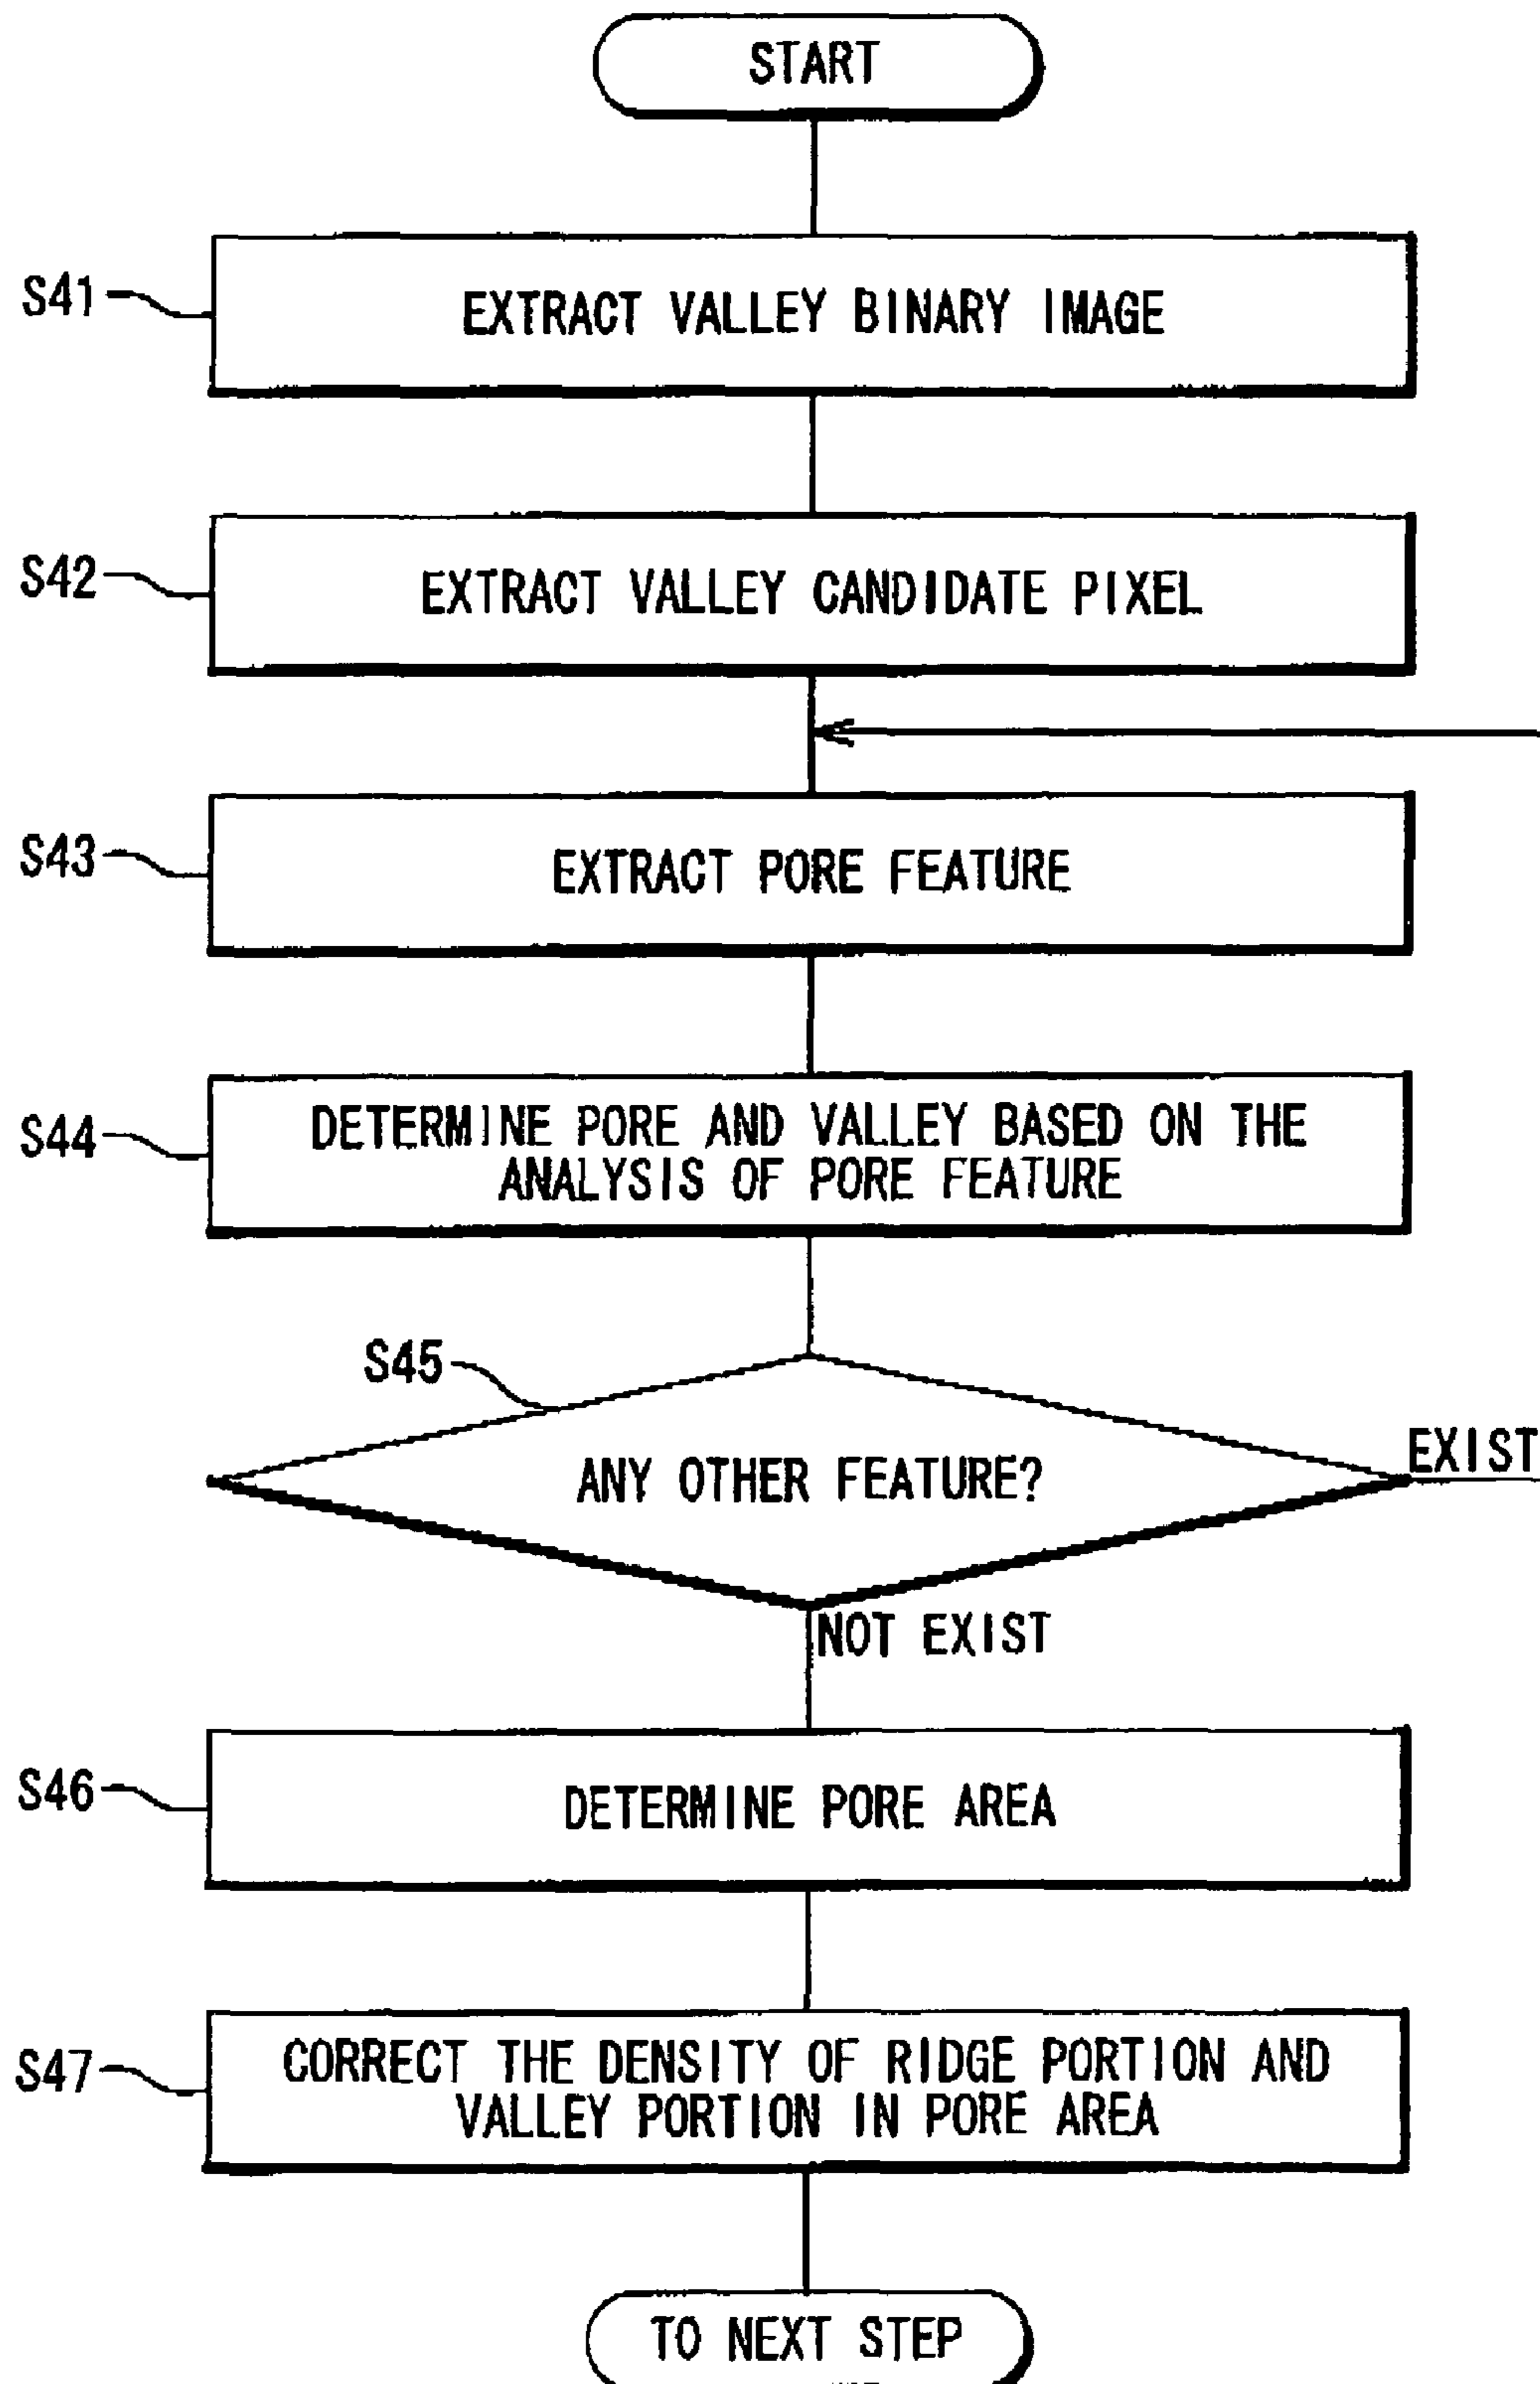 START
S41
EXTRACT VALLEY BINARY IMAGE
S42
EXTRACT VALLEY CANDIDATE PIXEL
S43
EXTRACT PORE FEATURE
S44
DETERMINE PORE AND VALLEY BASED ON THE
ANALYSIS OF PORE FEATURE
S45
ANY OTHER FEATURE?
EXIST
NOT EXIST
S46
DETERMINE PORE AREA
S47
CORRECT THE DENSITY OF RIDGE PORTION AND
VALLEY PORTION IN PORE AREA
TO NEXT STEP